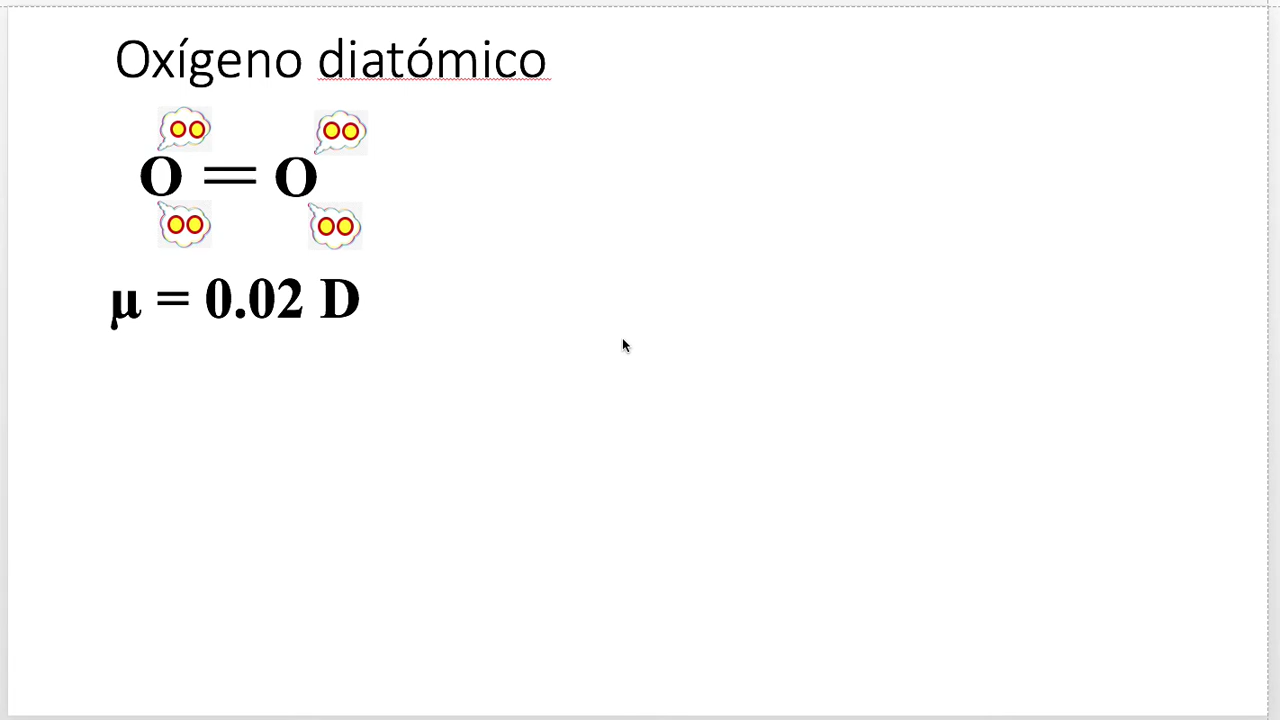 Oxígeno diatómico
O = O
μ = 0.02 D